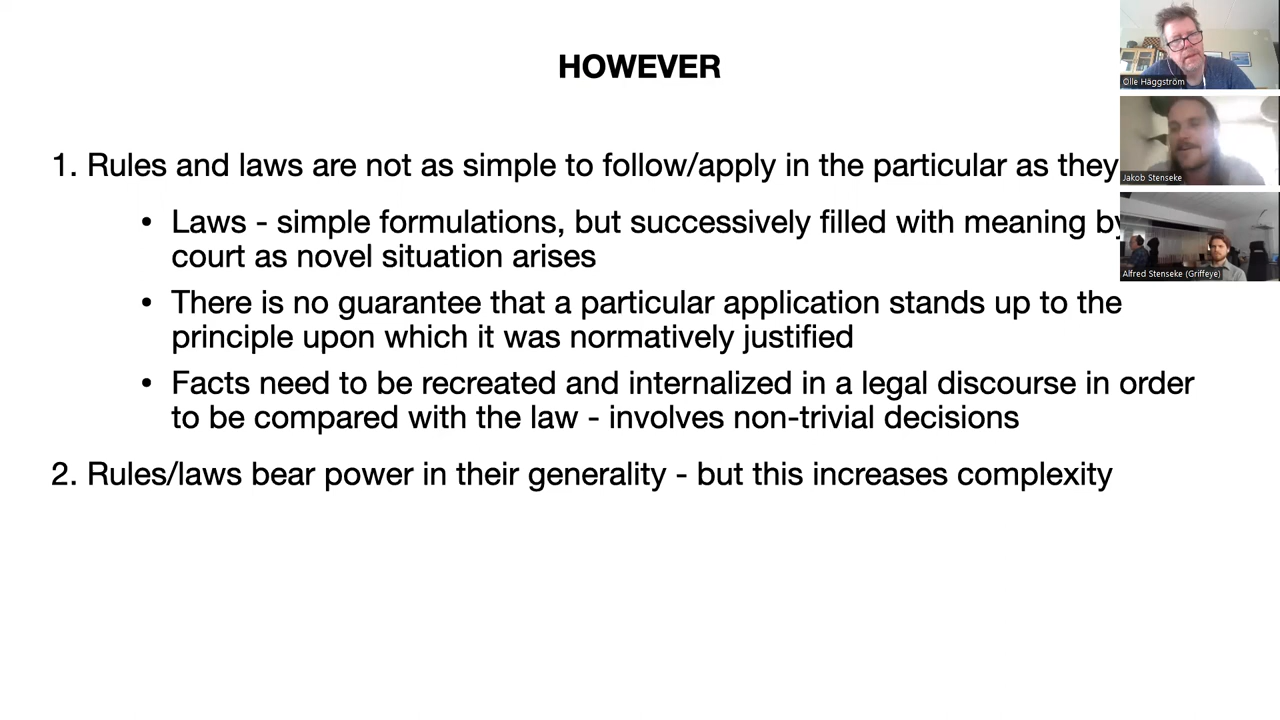 HOWEVER
Olle Häggström
1. Rules and laws are not as simple to follow/apply in the particular as they
Jakob Stenseke
• Laws - simple formulations, but successively filled with meaning by
court as novel situation arises
Alfred Stenseke (Griffeye)
• There is no guarantee that a particular application stands up to the
principle upon which it was normatively justified
• Facts need to be recreated and internalized in a legal discourse in order
to be compared with the law - involves non-trivial decisions
2. Rules/laws bear power in their generality - but this increases complexity